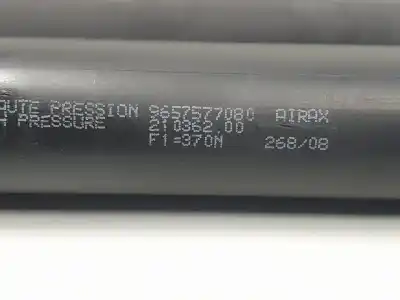 HAUTE PRESSION 9657577080 AIRAX
H PRESSURE 210362.00
F1=370N 268/08